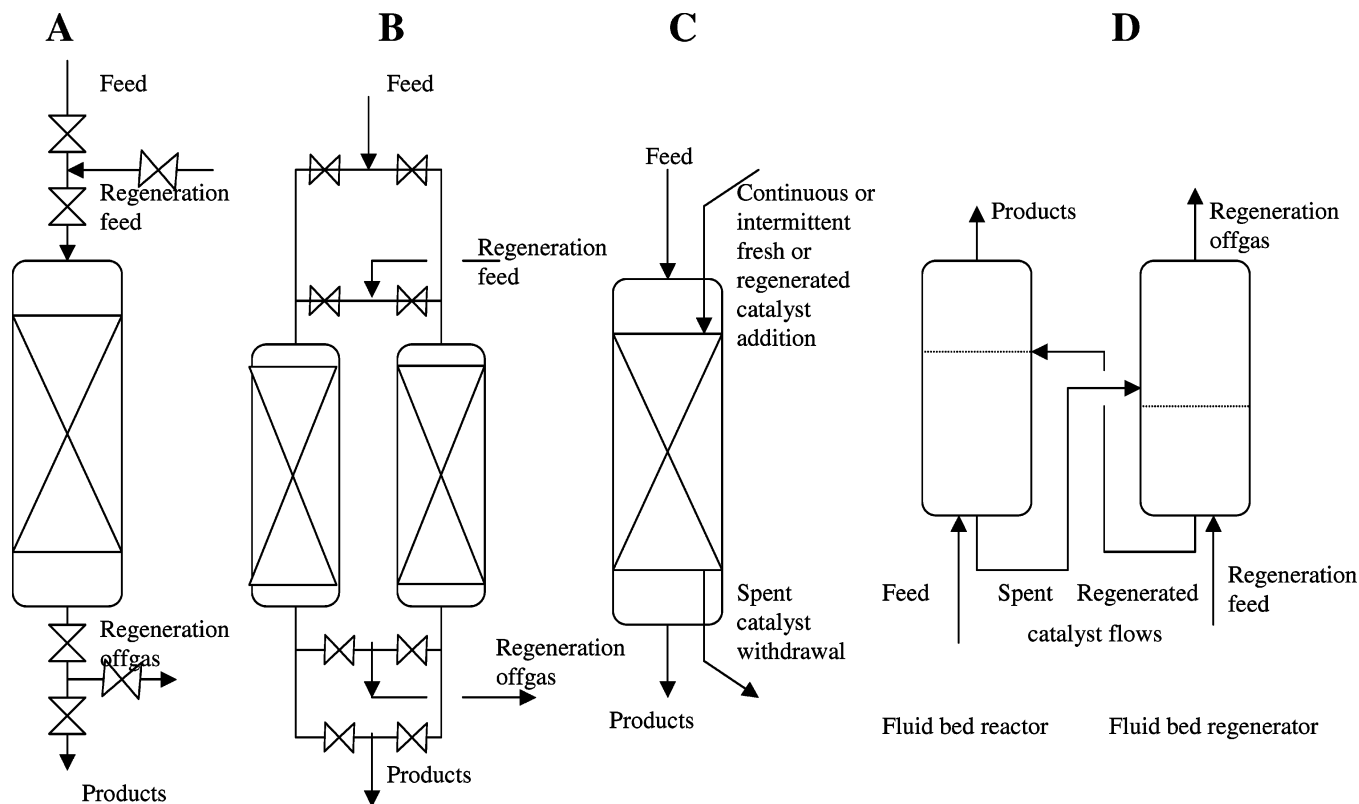 A
B
C
D
Feed
Regeneration
feed
Regeneration
offgas
Products
Feed
Regeneration
feed
Regeneration
offgas
Products
Feed
Continuous or
intermittent
fresh or
regenerated
catalyst
addition
Spent
catalyst
withdrawal
Products
Products
Regeneration
offgas
Feed
Spent Regenerated
catalyst flows
Regeneration
feed
Fluid bed reactor
Fluid bed regenerator